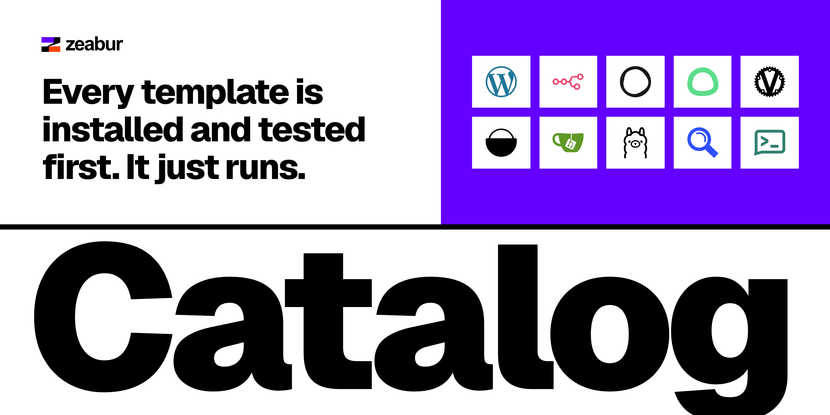 zeabur
Every template is
installed and tested
first. It just runs.
Catalog